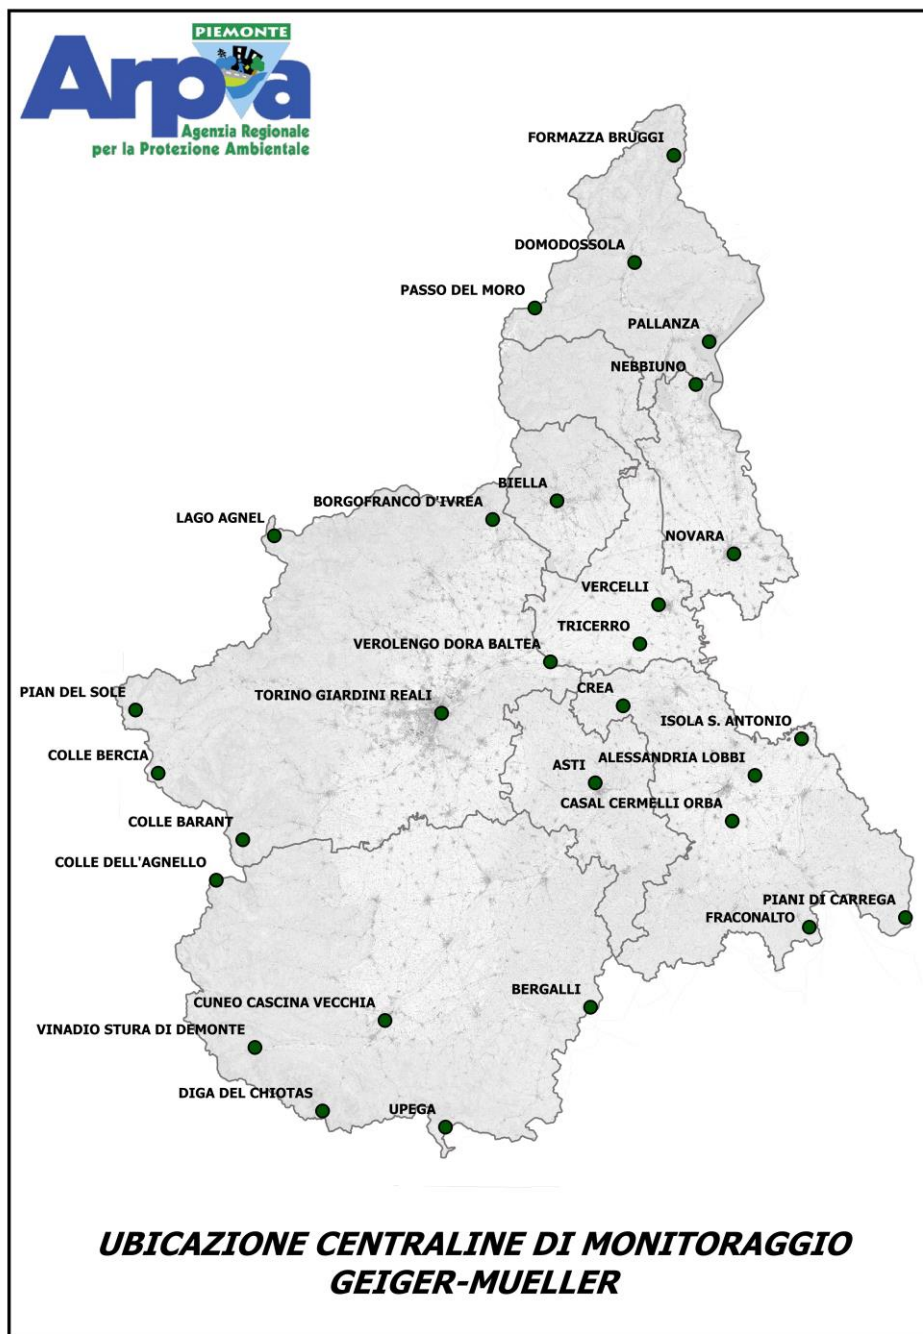 PIEMONTE
Arpa
Agenzia Regionale
per la Protezione Ambientale
FORMAZZA BRUGGI
DOMODOSSOLA
PASSO DEL MORO
PALLANZA
NEBBIUNO
BIELLA
BORGOFRANCO D'IVREA
LAGO AGNEL
NOVARA
VERCELLI
TRICERRO
VEROLENGO DORA BALTEA
CREA
PIAN DEL SOLE
TORINO GIARDINI REALI
ISOLA S. ANTONIO
COLLE BERCIA
ALESSANDRIA LOBBI
ASTI
CASAL CERMELLI ORBA
COLLE BARANT
COLLE DELL'AGNELLO
PIANI DI CARREGA
FRACONALTO
BERGALLI
CUNEO CASCINA VECCHIA
VINADIO STURA DI DEMONTE
DIGA DEL CHIOTAS
UPEGA
UBICAZIONE CENTRALINE DI MONITORAGGIO
GEIGER-MUELLER